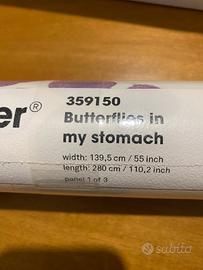 er®
359150
Butterflies in
my stomach
width: 139,5 cm / 55 inch
length: 280 cm / 110,2 inch
panel 1 of 3
subito